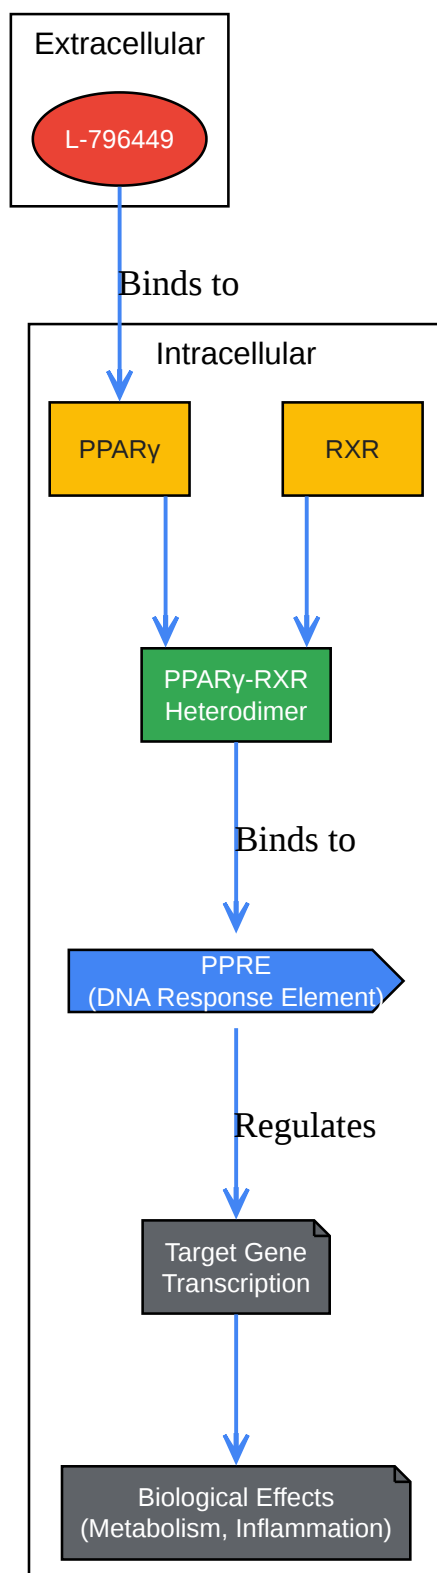 Extracellular
L-796449
Binds to
Intracellular
PPARγ
RXR
PPARγ-RXR
Heterodimer
Binds to
PPRE
(DNA Response Element)
Regulates
Target Gene
Transcription
Biological Effects
(Metabolism, Inflammation)